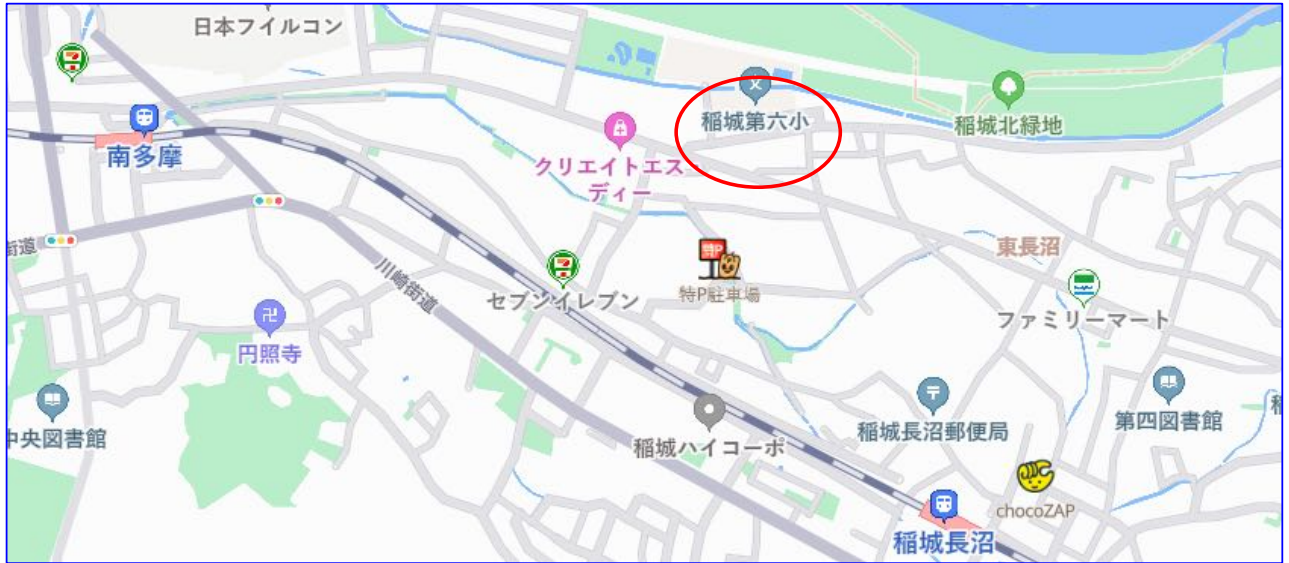 日本フイルコン
稲城第六小
稲城北緑地
南多摩
クリエイトエス
ディー
東長沼
街道
特P
川崎街道
セブンイレブン
特P駐車場
ファミリーマート
卍
円照寺
〒
中央図書館
稲城ハイコーポ
稲城長沼郵便局
第四図書館
稲
chocoZAP
稲城長沼